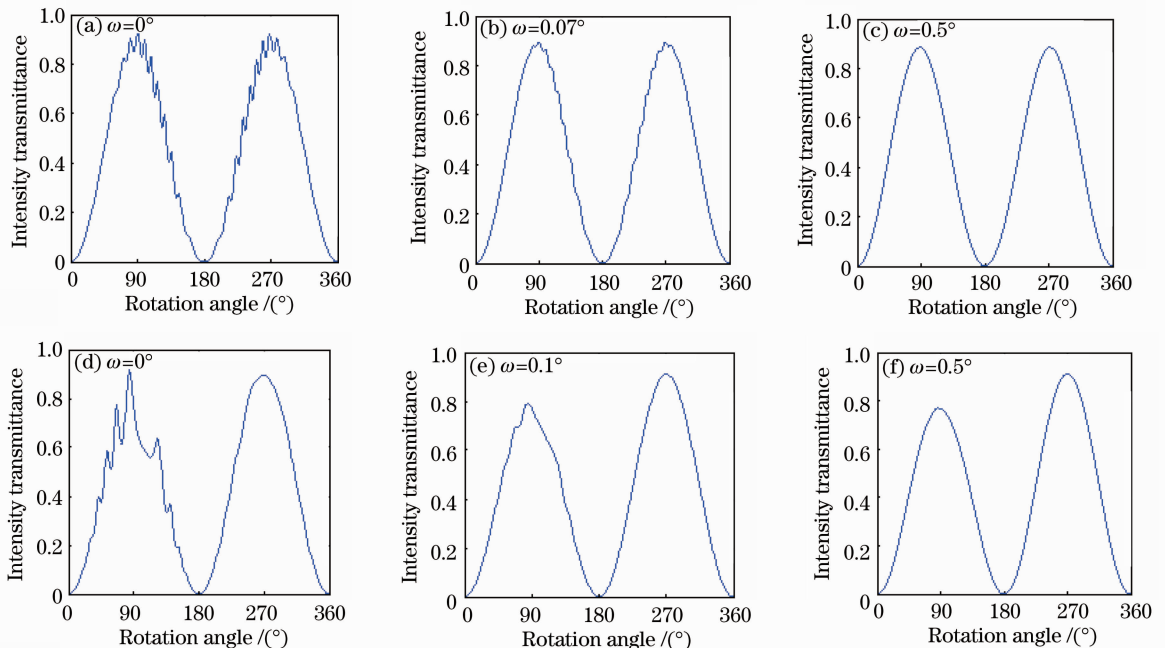 (a) ω=0°
Intensity transmittance
1.0
0.8
0.6
0.4
0.2
0
0 90 180 270 360
Rotation angle /(°)
(b) ω=0.07°
Intensity transmittance
1.0
0.8
0.6
0.4
0.2
0
0 90 180 270 360
Rotation angle /(°)
(c) ω=0.5°
Intensity transmittance
1.0
0.8
0.6
0.4
0.2
0
0 90 180 270 360
Rotation angle /(°)
(d) ω=0°
Intensity transmittance
1.0
0.8
0.6
0.4
0.2
0
0 90 180 270 360
Rotation angle /(°)
(e) ω=0.1°
Intensity transmittance
1.0
0.8
0.6
0.4
0.2
0
0 90 180 270 360
Rotation angle /(°)
(f) ω=0.5°
Intensity transmittance
1.0
0.8
0.6
0.4
0.2
0
0 90 180 270 360
Rotation angle /(°)